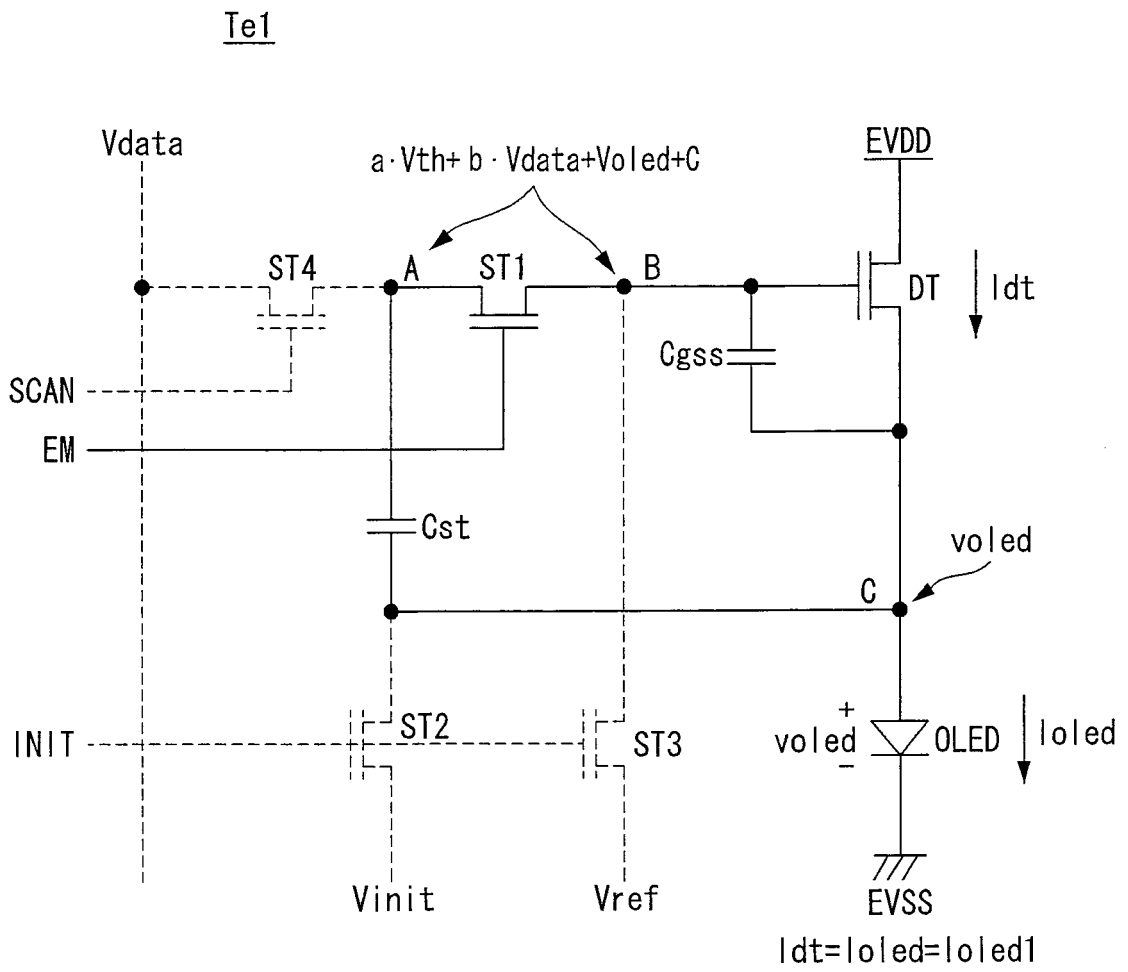 Te1
Vdata
EVDD
a·Vth+b·Vdata+Voled+C
ST4
A
ST1
B
DT
Idt
Cgss
SCAN
EM
Cst
voled
C
INIT
ST2
ST3
+
voled
-
OLED
Ioled
Vinit
Vref
EVSS
Idt=Ioled=Ioled1